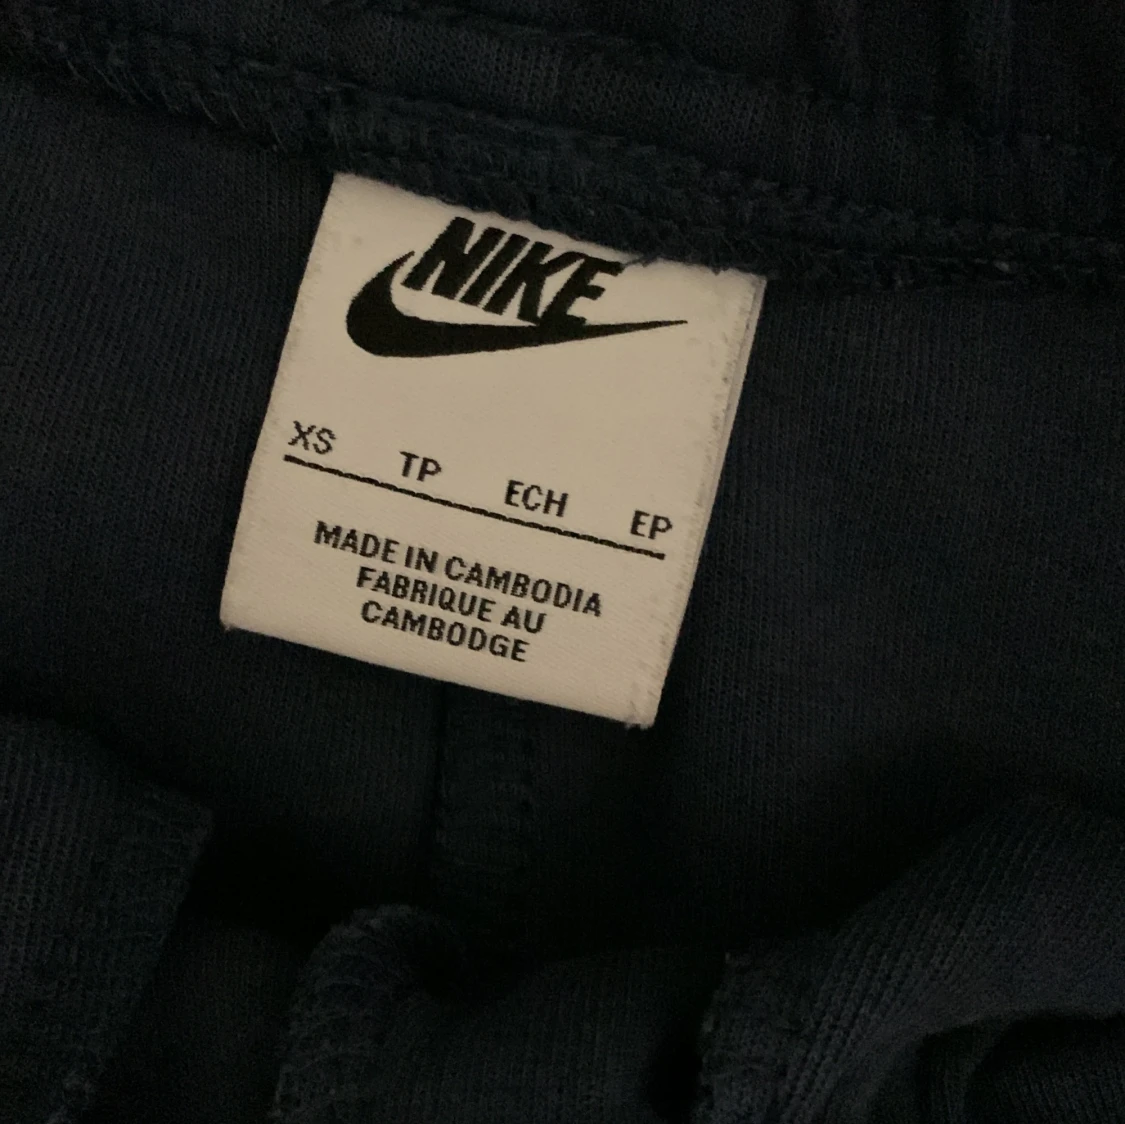 NIKE
XS TP ECH EP
MADE IN CAMBODIA
FABRIQUE AU
CAMBODGE